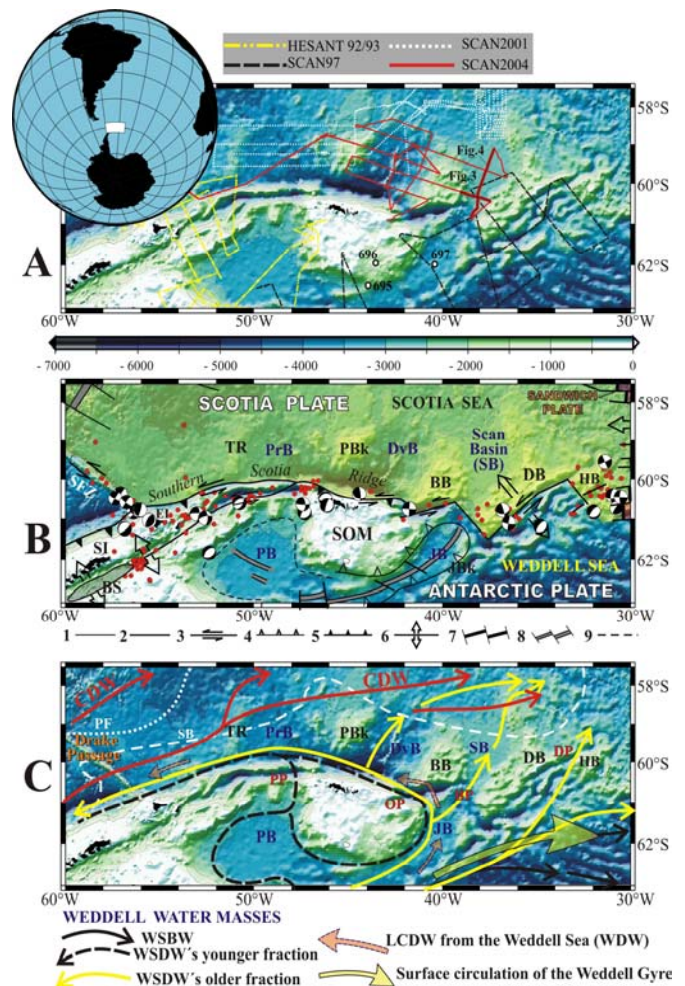 HESANT 92/93 SCAN2001
SCAN97 SCAN2004
58°S
Fig.4
Fig.3
60°S
A
696 697
695
62°S
60°W 50°W 40°W 30°W
- 7000 -6000 -5000 -4000 -3000 -2000 -1000 0
SCOTIA PLATE SCOTIA SEA SANDWICH PLATE
58°S
TR PrB PBk DvB Scan Basin (SB)
Southern Scotia Ridge BB DB HB
60°S
SFZ EI
B
SI PB SOM JB JBk WEDDELL SEA
62°S
BS ANTARCTIC PLATE
60°W 50°W 40°W 30°W
1 2 3 4 5 6 7 8 9
CDW CDW
58°S
PF SB TR PrB PBk
Drake Passage DvB BB SB DB DP HB
60°S
PP OP BP
C
PB JB
62°S
60°W 50°W 40°W 30°W
WEDDELL WATER MASSES
WSBW LCDW from the Weddell Sea (WDW)
WSDW´s younger fraction
WSDW´s older fraction Surface circulation of the Weddell Gyre